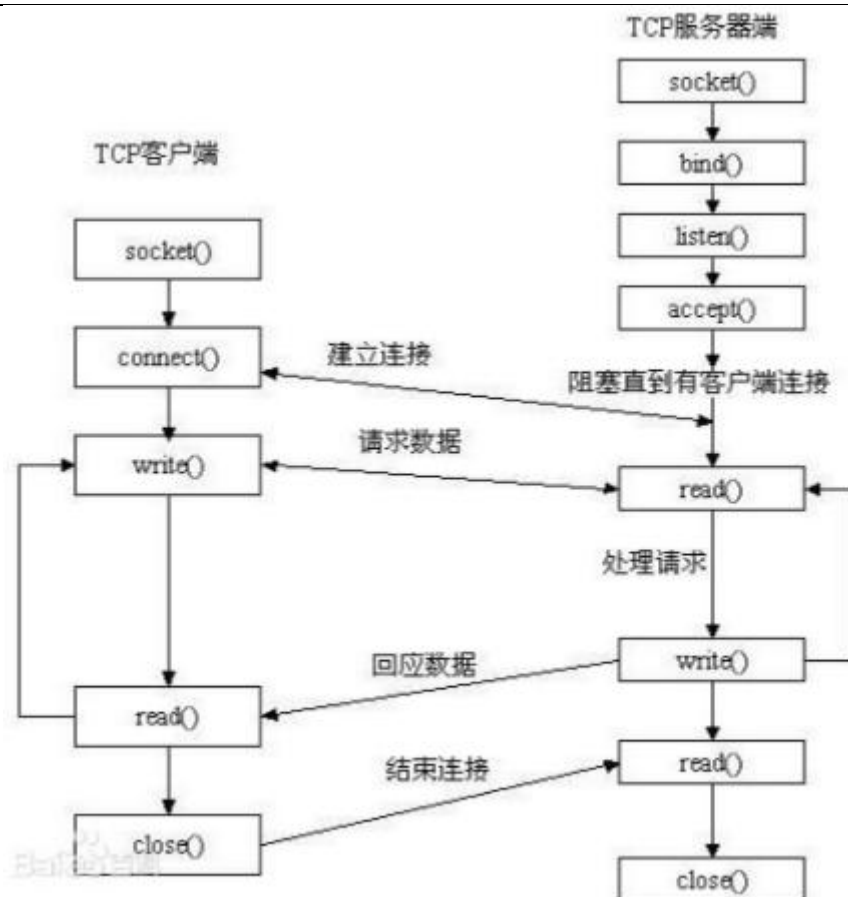 TCP服务器端
socket()
bind()
TCP客户端
listen()
socket()
accept()
connect()
建立连接
阻塞直到有客户端连接
请求数据
write()
read()
处理请求
回应数据
write()
read()
结束连接
read()
close()
close()